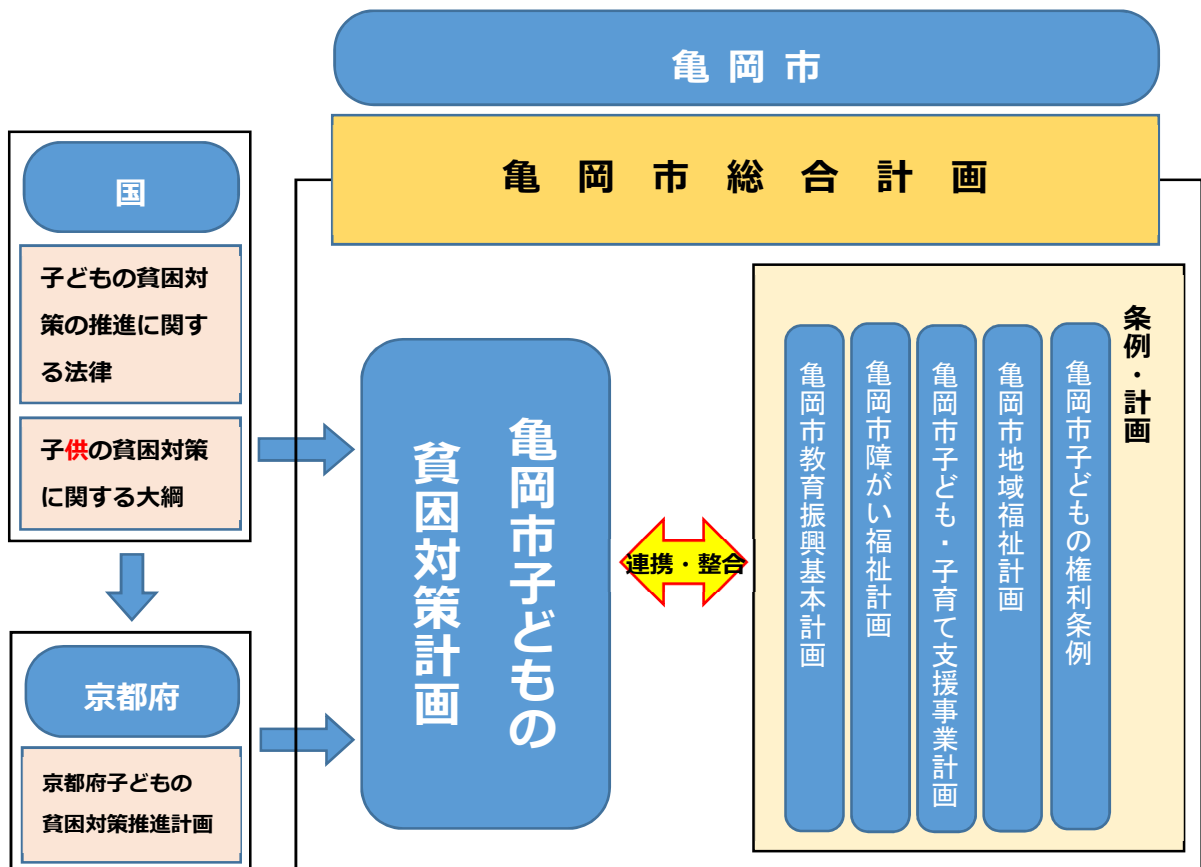 亀岡市
亀岡市総合計画
国
子どもの貧困対
策の推進に関す
る法律
子供の貧困対策
に関する大綱
京都府
京都府子どもの
貧困対策推進計画
亀岡市子どもの
貧困対策計画
連携・整合
条例・計画
亀岡市子どもの権利条例
亀岡市地域福祉計画
亀岡市子ども・子育て支援事業計画
亀岡市障がい福祉計画
亀岡市教育振興基本計画